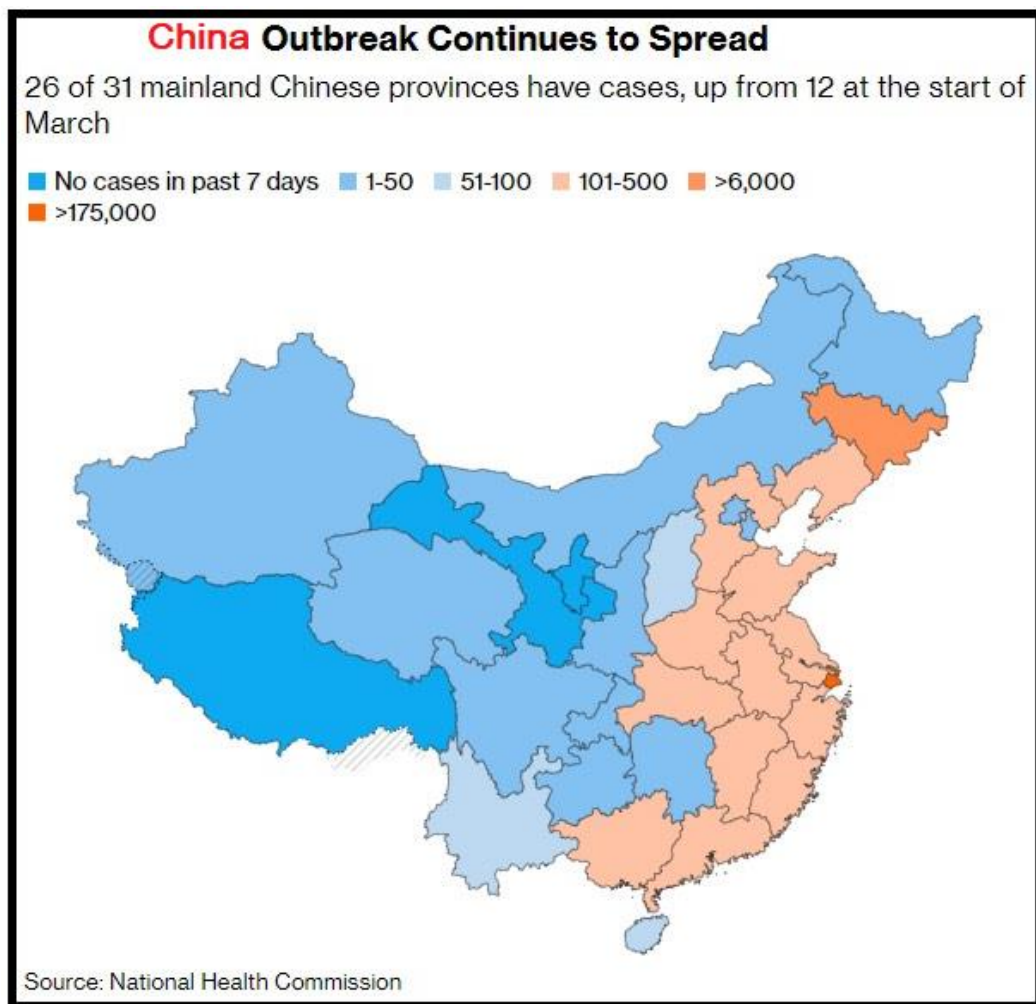 China Outbreak Continues to Spread
26 of 31 mainland Chinese provinces have cases, up from 12 at the start of
March
No cases in past 7 days 1-50 51-100 101-500 >6,000
>175,000
Source: National Health Commission